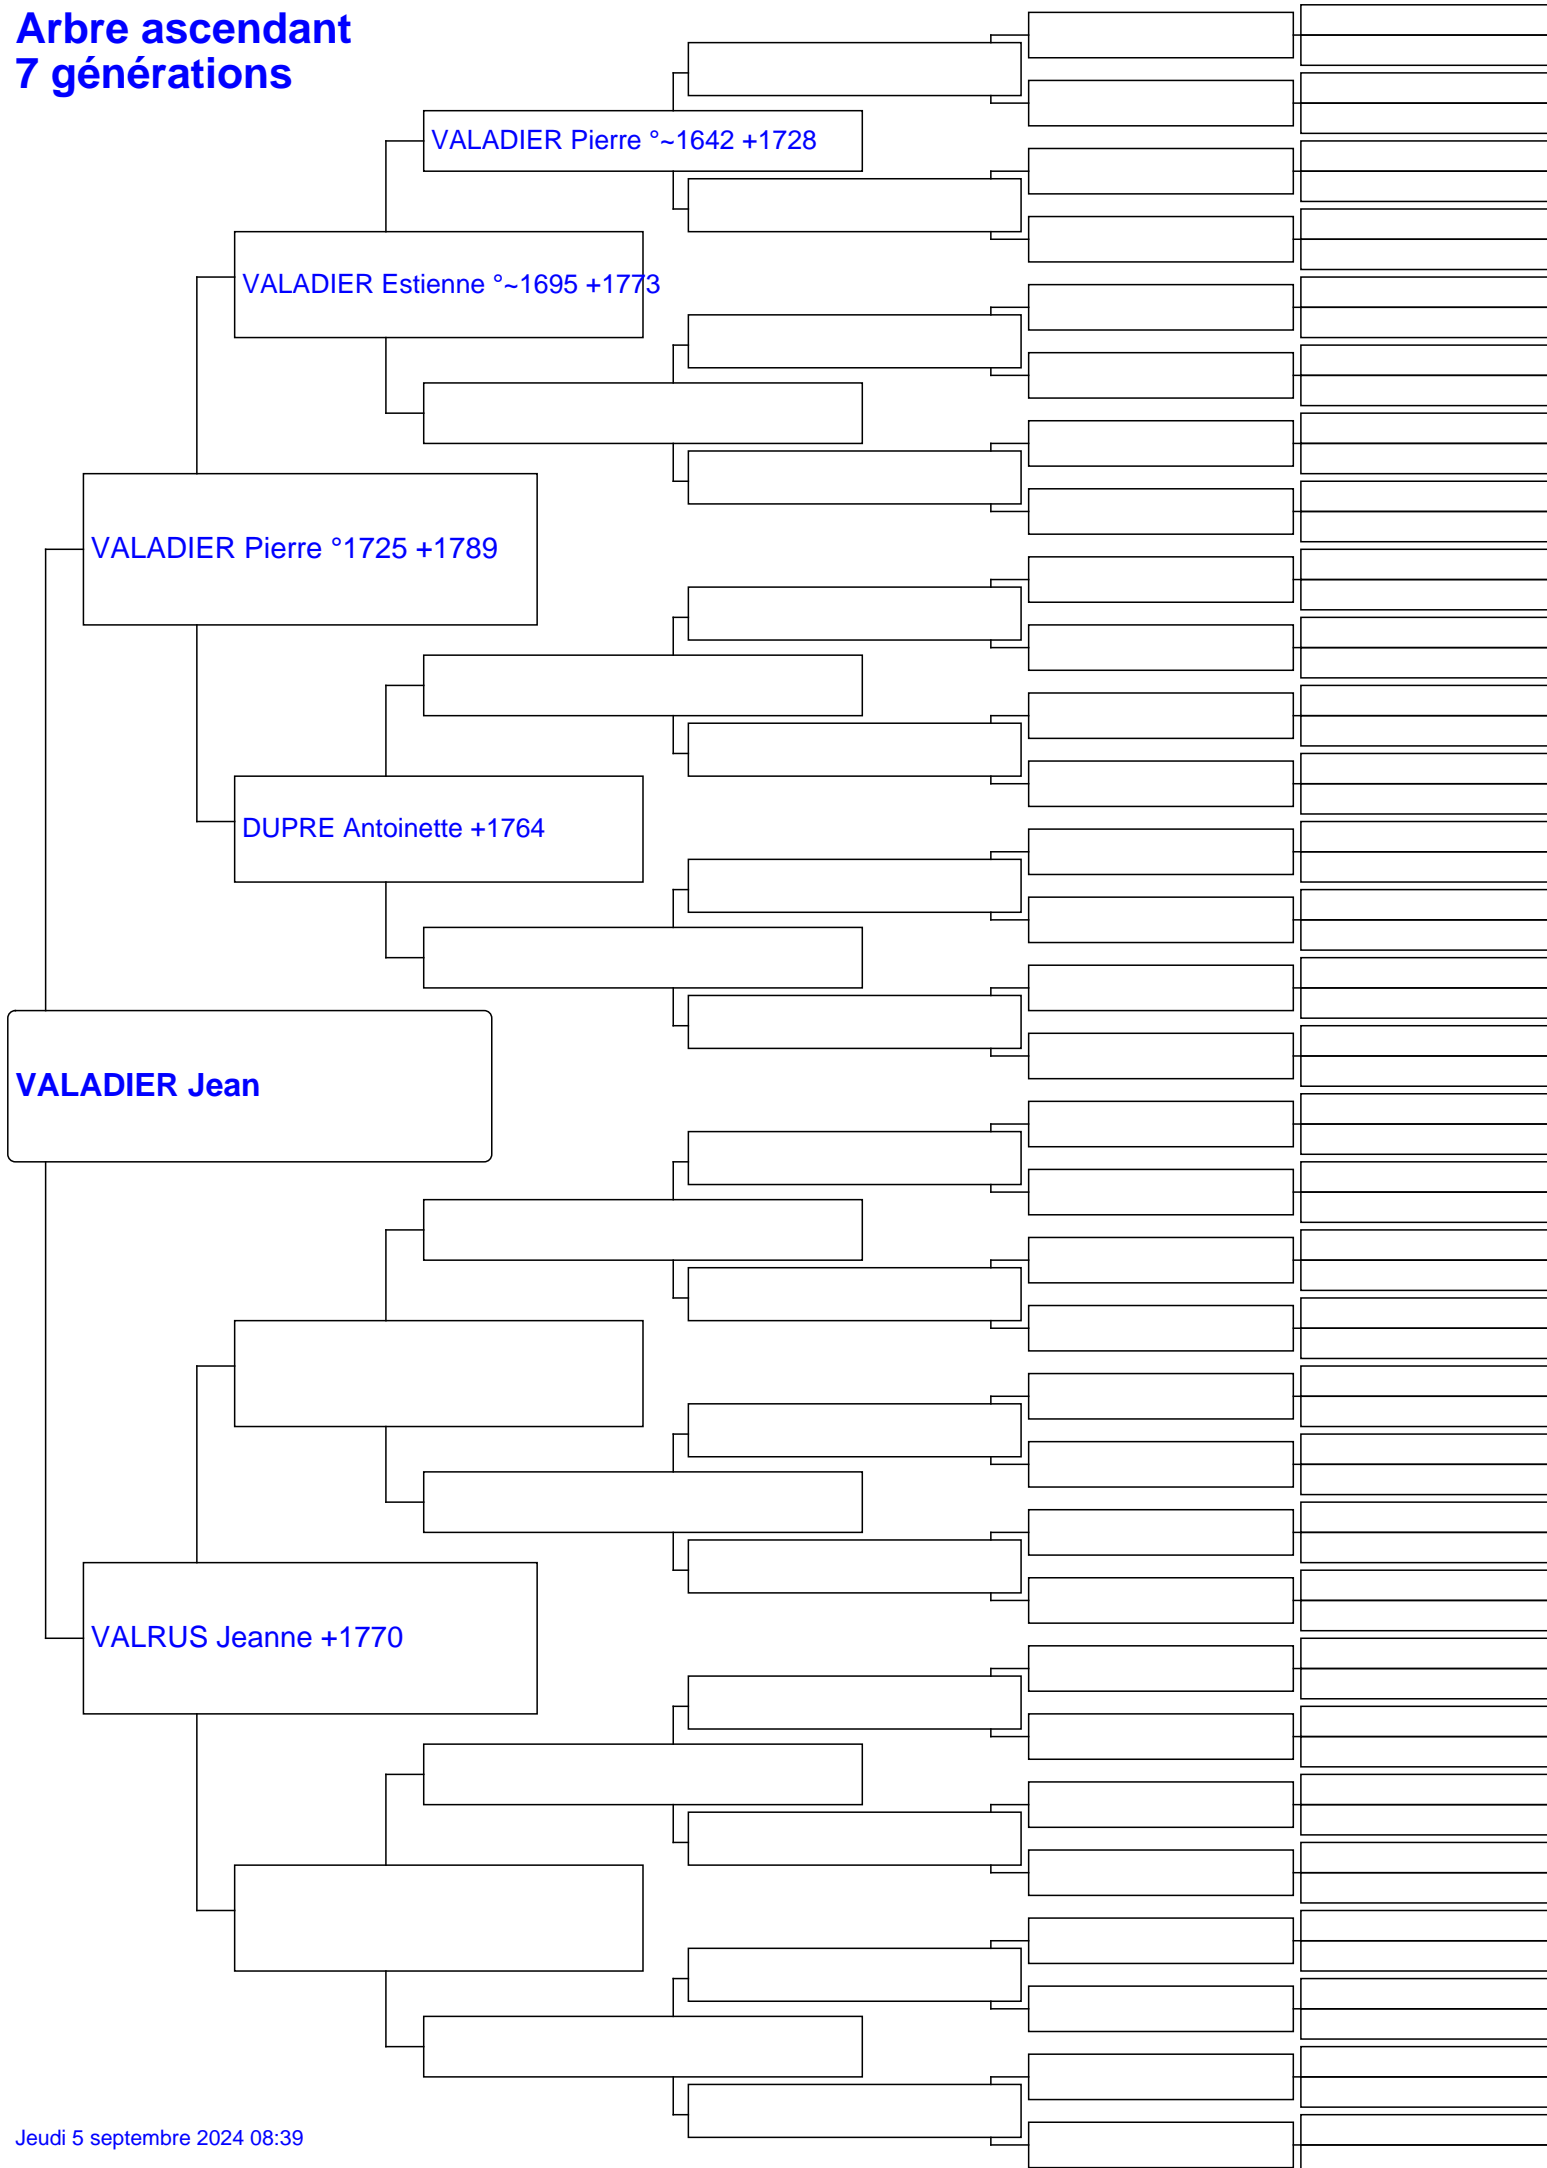 Arbre ascendant
7 générations
VALADIER Pierre °~1642 +1728
VALADIER Estienne °~1695 +1773
VALADIER Pierre °1725 +1789
DUPRE Antoinette +1764
VALADIER Jean
VALRUS Jeanne +1770
Jeudi 5 septembre 2024 08:39